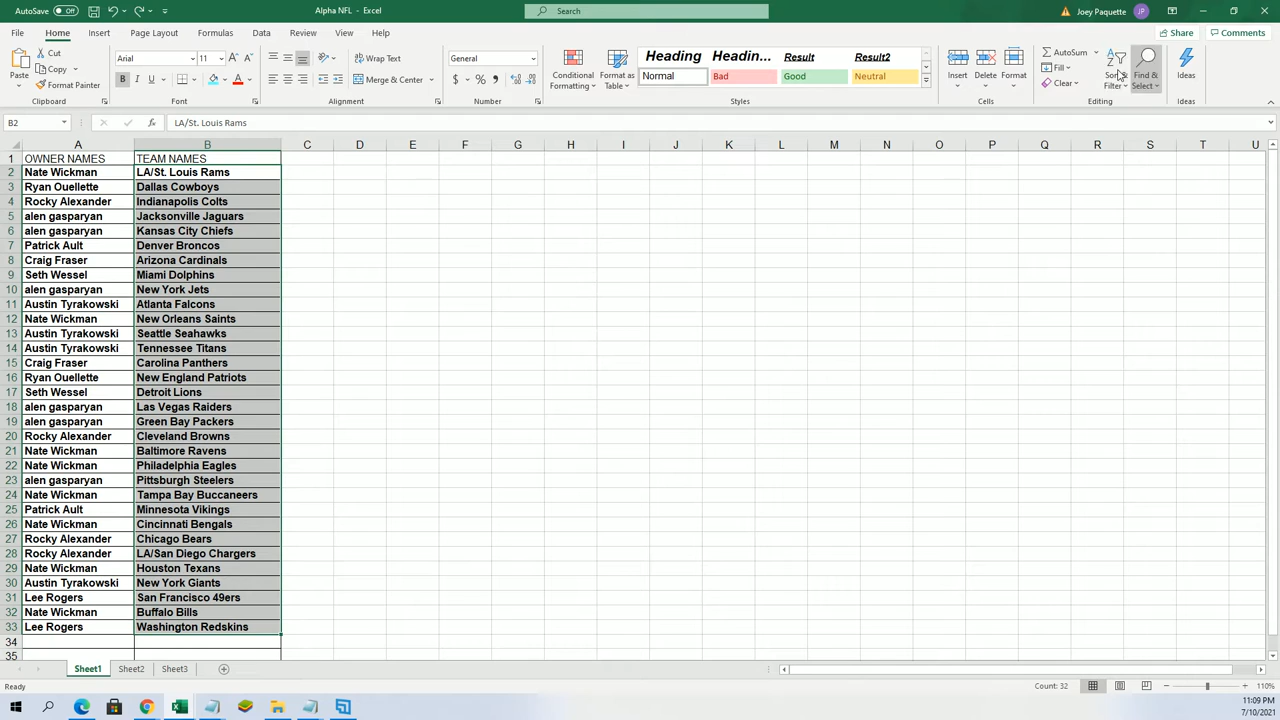 AutoSave Off
Alpha NFL - Excel
Search
Joey Paquette JP
File Home Insert Page Layout Formulas Data Review View Help
Share Comments
Paste Cut Copy Format Painter
Clipboard
Arial 11
B I U
Font
Wrap Text
Merge & Center
Alignment
General
$ % ,
Number
Conditional Formatting
Format as Table
Heading Headin... Result Result2
Normal Bad Good Neutral
Styles
Insert Delete Format
Cells
AutoSum
Fill
Clear
Sort & Filter
Find & Select
Editing
Ideas
Ideas
B2 fx LA/St. Louis Rams
A B C D E F G H I J K L M N O P Q R S T U
1 OWNER NAMES TEAM NAMES
2 Nate Wickman LA/St. Louis Rams
3 Ryan Ouellette Dallas Cowboys
4 Rocky Alexander Indianapolis Colts
5 alen gasparyan Jacksonville Jaguars
6 alen gasparyan Kansas City Chiefs
7 Patrick Ault Denver Broncos
8 Craig Fraser Arizona Cardinals
9 Seth Wessel Miami Dolphins
10 alen gasparyan New York Jets
11 Austin Tyrakowski Atlanta Falcons
12 Nate Wickman New Orleans Saints
13 Austin Tyrakowski Seattle Seahawks
14 Austin Tyrakowski Tennessee Titans
15 Craig Fraser Carolina Panthers
16 Ryan Ouellette New England Patriots
17 Seth Wessel Detroit Lions
18 alen gasparyan Las Vegas Raiders
19 alen gasparyan Green Bay Packers
20 Rocky Alexander Cleveland Browns
21 Nate Wickman Baltimore Ravens
22 Nate Wickman Philadelphia Eagles
23 alen gasparyan Pittsburgh Steelers
24 Nate Wickman Tampa Bay Buccaneers
25 Patrick Ault Minnesota Vikings
26 Nate Wickman Cincinnati Bengals
27 Rocky Alexander Chicago Bears
28 Rocky Alexander LA/San Diego Chargers
29 Nate Wickman Houston Texans
30 Austin Tyrakowski New York Giants
31 Lee Rogers San Francisco 49ers
32 Nate Wickman Buffalo Bills
33 Lee Rogers Washington Redskins
34
35
Sheet1 Sheet2 Sheet3
Ready
Count: 32
110%
11:09 PM
7/10/2021